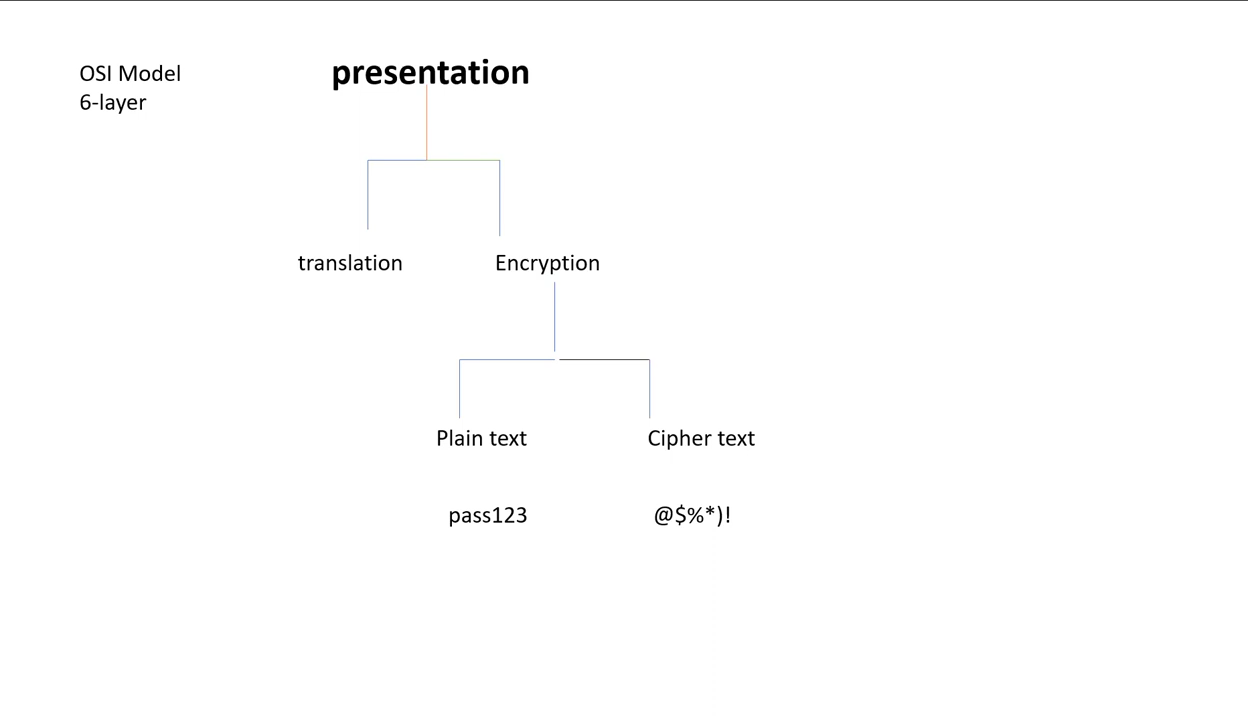 OSI Model
6-layer
presentation
translation
Encryption
Plain text
Cipher text
pass123
@$%*)!